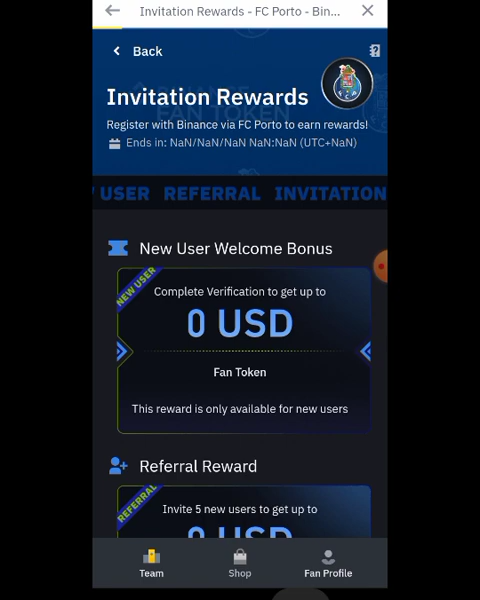 Invitation Rewards - FC Porto - Bin...
Back
Invitation Rewards
Register with Binance via FC Porto to earn rewards!
Ends in: NaN/NaN/NaN NaN:NaN (UTC+NaN)
USER REFERRAL INVITATION
New User Welcome Bonus
NEW USER
Complete Verification to get up to
0 USD
Fan Token
This reward is only available for new users
Referral Reward
REFERRAL
Invite 5 new users to get up to
0 USD
Team
Shop
Fan Profile